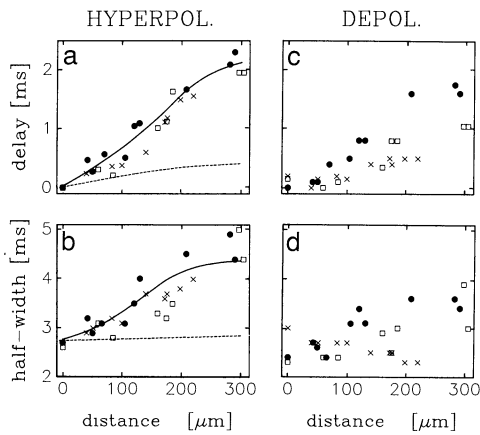 HYPERPOL. DEPOL.
a c
delay [ms]
2
1
0
b d
half-width [ms]
5
4
3
2
0 100 200 300 0 100 200 300
distance [μm] distance [μm]